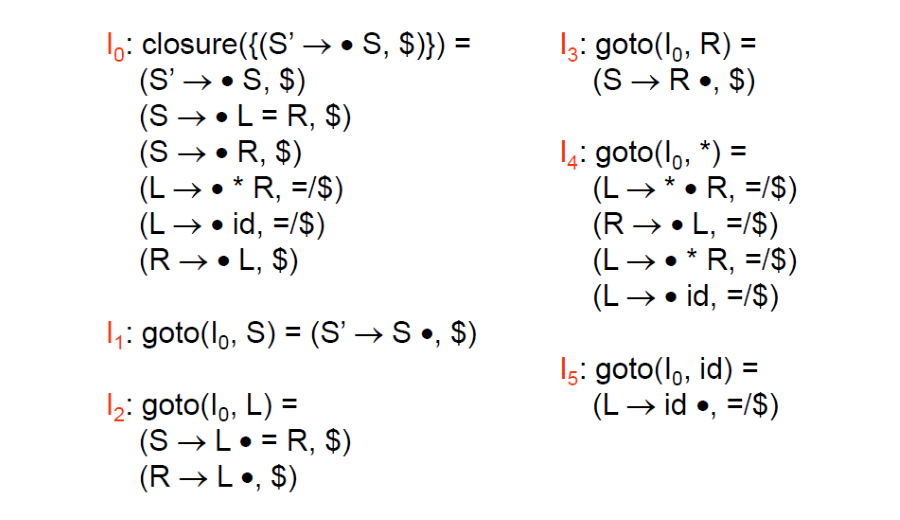 I₀: closure({(S’ → • S, $)}) =
(S’ → • S, $)
(S → • L = R, $)
(S → • R, $)
(L → • * R, =/$)
(L → • id, =/$)
(R → • L, $)
I₁: goto(I₀, S) = (S’ → S •, $)
I₂: goto(I₀, L) =
(S → L • = R, $)
(R → L •, $)
I₃: goto(I₀, R) =
(S → R •, $)
I₄: goto(I₀, *) =
(L → * • R, =/$)
(R → • L, =/$)
(L → • * R, =/$)
(L → • id, =/$)
I₅: goto(I₀, id) =
(L → id •, =/$)